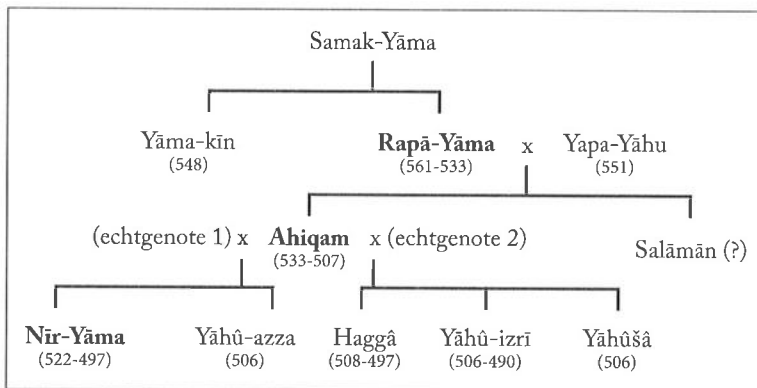 Samak-Yāma
Yāma-kīn
Rapā-Yāma x Yapa-Yāhu
(548)
(561-533)
(551)
(echtgenote 1) x Ahiqam x (echtgenote 2)
Salāmān (?)
(533-507)
Nīr-Yāma
Yāhû-azza
Haggâ
Yāhû-izrī
Yāhûšâ
(522-497)
(506)
(508-497)
(506-490)
(506)